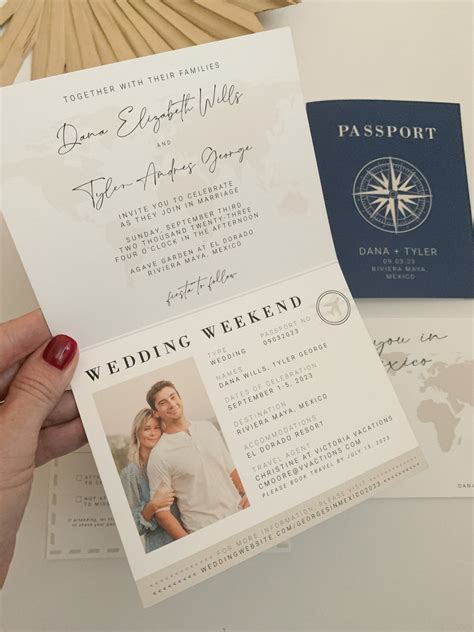 TOGETHER WITH THEIR FAMILIES
Dana Elizabeth Wills
AND
Tyler Andres George
INVITE YOU TO CELEBRATE
AS THEY JOIN IN MARRIAGE
SUNDAY, SEPTEMBER THIRD
TWO THOUSAND TWENTY-THREE
FOUR O'CLOCK IN THE AFTERNOON
AGAVE GARDEN AT EL DORADO
RIVIERA MAYA, MEXICO
fiesta to follow
WEDDING WEEKEND
TYPE
WEDDING
PASSPORT NO
09032023
NAMES
DANA WILLS, TYLER GEORGE
DATES OF CELEBRATION
SEPTEMBER 1-5, 2023
DESTINATION
RIVIERA MAYA, MEXICO
ACCOMMODATIONS
EL DORADO RESORT
TRAVEL AGENT
CHRISTINE AT VICTORIA VACATIONS
CMOORE@VVACTIONS.COM
PLEASE BOOK TRAVEL BY JULY 15, 2023
FOR MORE INFORMATION, PLEASE VISIT
WEDDINGWEBSITE.COM/GEORGESINMEXICO2023
PASSPORT
DANA + TYLER
09.03.23
RIVIERA MAYA,
MEXICO
you in
exico
DANA